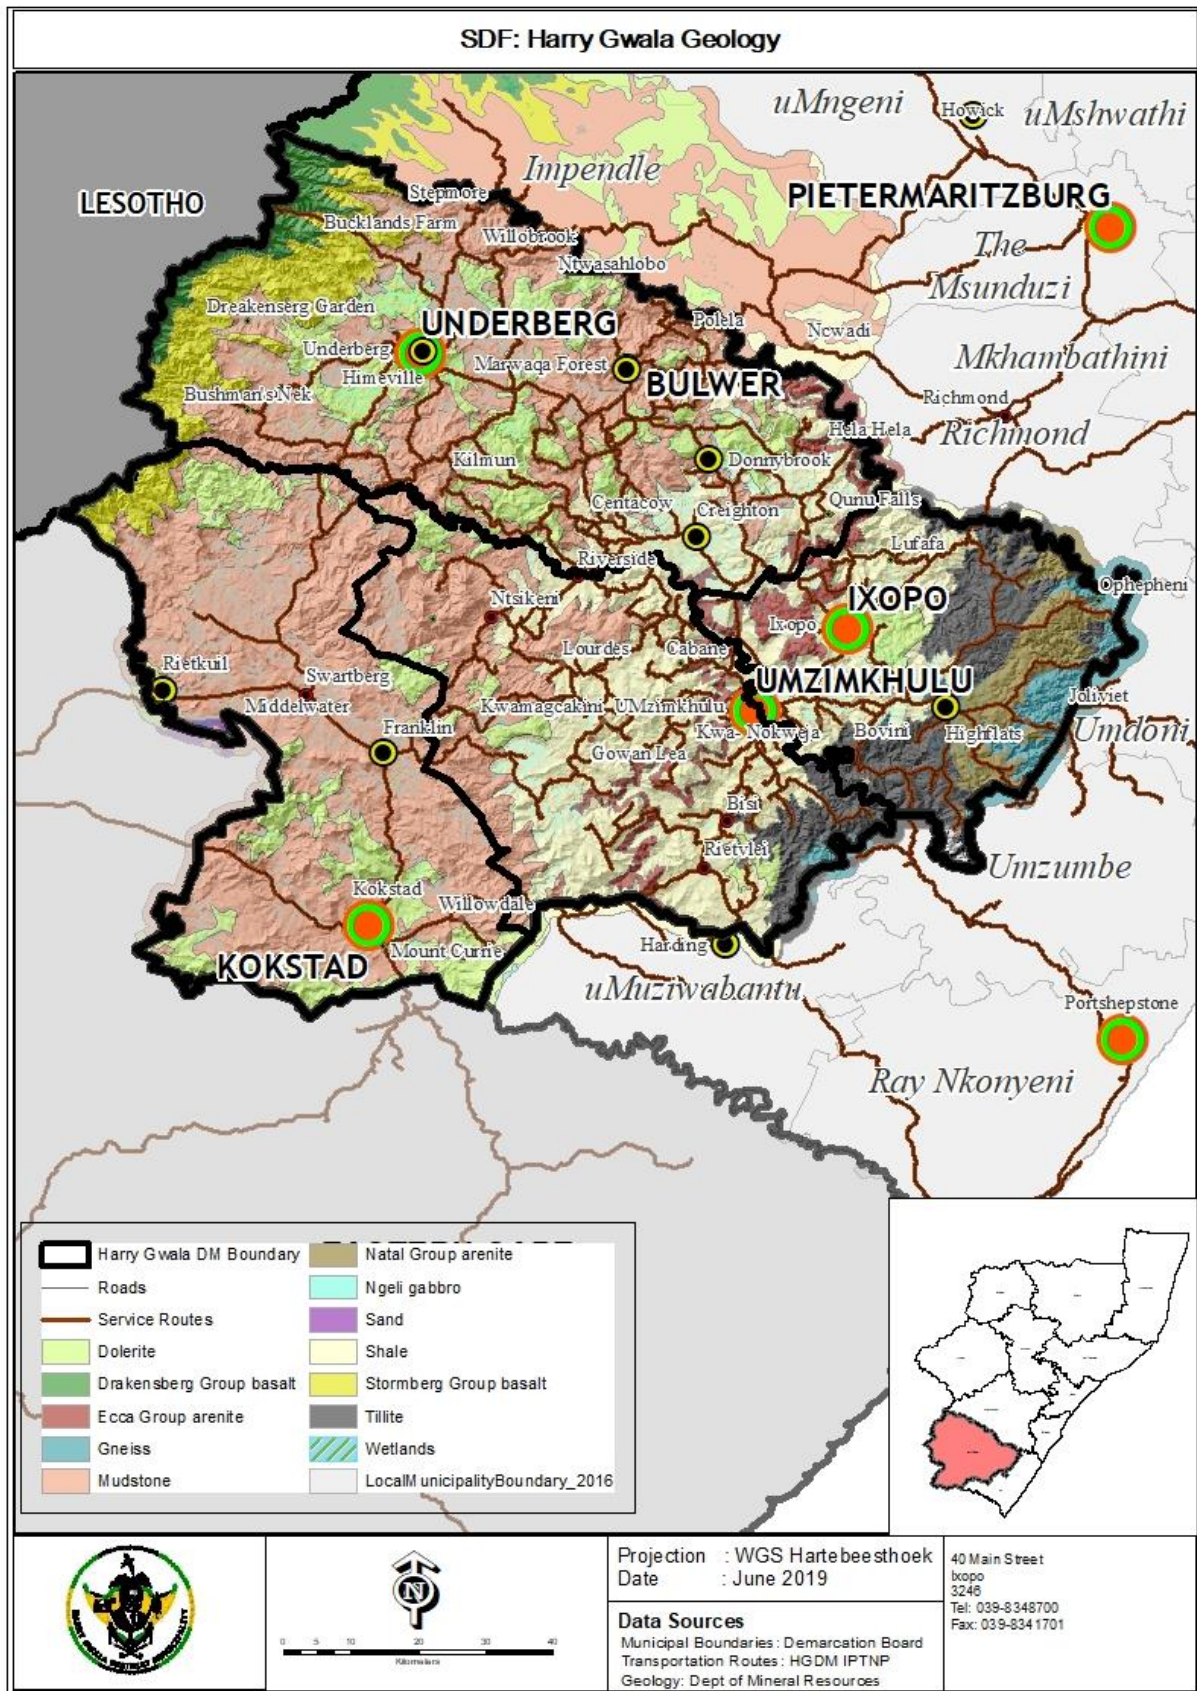 SDF: Harry Gwala Geology
uMngeni
Howick
uMshwathi
Impendle
LESOTHO
Stepmore
PIETERMARITZBURG
Bucklands Farm
Willobrook
The
Msunduzi
Ntwasahlobo
Dreakenserg Garden
UNDERBERG
Polela
Ncwadi
Underberg
Marwaqa Forest
Mkhambathini
Himeville
BULWER
Bushman's Nek
Richmond
Richmond
Hela Hela
Kilmun
Donnybrook
Centacow
Creighton
Qunu Falls
Lufafa
Riverside
Ophepheni
Ntsikeni
IXOPO
Ixopo
Lourdes
Cabane
Rietkuil
Swartberg
UMZIMKHULU
Middelwater
Kwamagcakini
UMzimkhulu
Joliviet
Franklin
Kwa- Nokweja
Bovini
Highflats
Umdoni
Gowan Lea
Bisi
Rietvlei
Umzumbe
Kokstad
Willowdale
Mount Currie
Harding
KOKSTAD
uMuziwabantu
Portshepstone
Ray Nkonyeni
Harry Gwala DM Boundary
Roads
Service Routes
Dolerite
Drakensberg Group basalt
Ecca Group arenite
Gneiss
Mudstone
Natal Group arenite
Ngeli gabbro
Sand
Shale
Stormberg Group basalt
Tillite
Wetlands
LocalMunicipalityBoundary_2016
HARRY GWALA DISTRICT MUNICIPALITY
N
0 5 10 20 30 40
Kilometers
Projection : WGS Hartebeesthoek
Date : June 2019
Data Sources
Municipal Boundaries: Demarcation Board
Transportation Routes: HGDM IPTNP
Geology: Dept of Mineral Resources
40 Main Street
Ixopo
3246
Tel: 039-8348700
Fax: 039-8341701